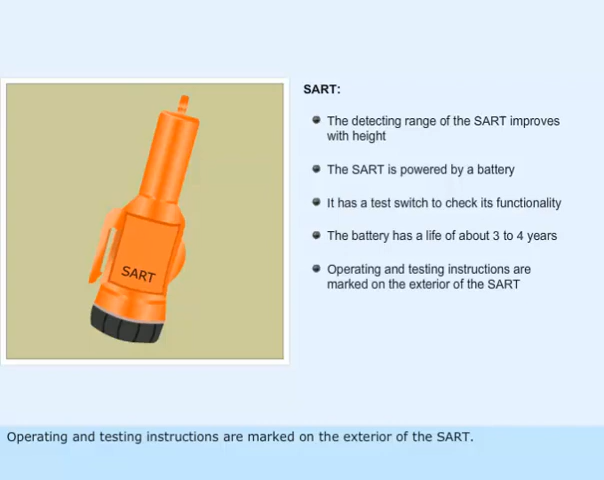 SART:
The detecting range of the SART improves
with height
The SART is powered by a battery
It has a test switch to check its functionality
The battery has a life of about 3 to 4 years
Operating and testing instructions are
marked on the exterior of the SART
SART
Operating and testing instructions are marked on the exterior of the SART.